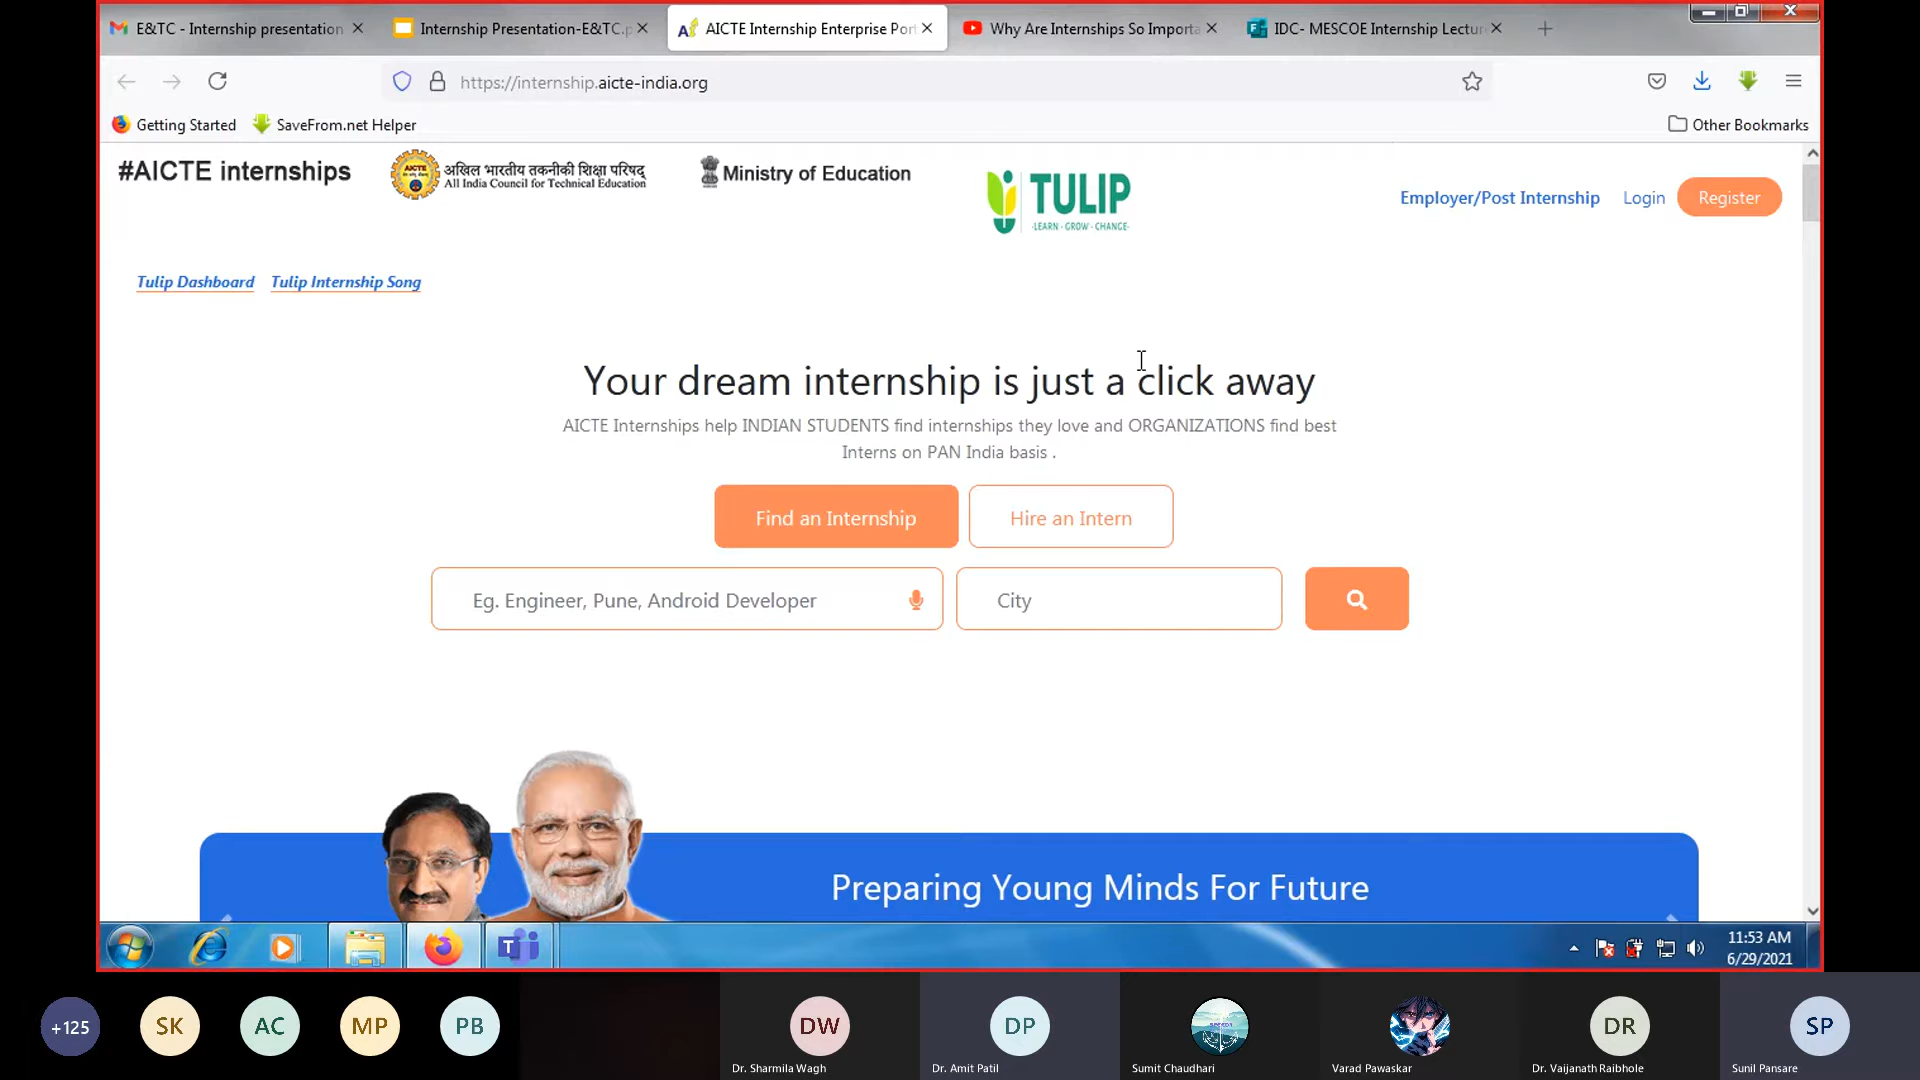 E&TC - Internship presentation
Internship Presentation-E&TC.p
AICTE Internship Enterprise Port
Why Are Internships So Importa
IDC- MESCOE Internship Lectur
https://internship.aicte-india.org
Getting Started
SaveFrom.net Helper
Other Bookmarks
#AICTE internships
AICTE
अखिल भारतीय तकनीकी शिक्षा परिषद्
All India Council for Technical Education
Ministry of Education
TULIP
-LEARN - GROW - CHANGE-
Employer/Post Internship
Login
Register
Tulip Dashboard
Tulip Internship Song
Your dream internship is just a click away
AICTE Internships help INDIAN STUDENTS find internships they love and ORGANIZATIONS find best
Interns on PAN India basis .
Find an Internship
Hire an Intern
Eg. Engineer, Pune, Android Developer
City
Preparing Young Minds For Future
11:53 AM
6/29/2021
+125
SK
AC
MP
PB
DW
DP
DR
SP
Dr. Sharmila Wagh
Dr. Amit Patil
Sumit Chaudhari
Varad Pawaskar
Dr. Vaijanath Raibhole
Sunil Pansare